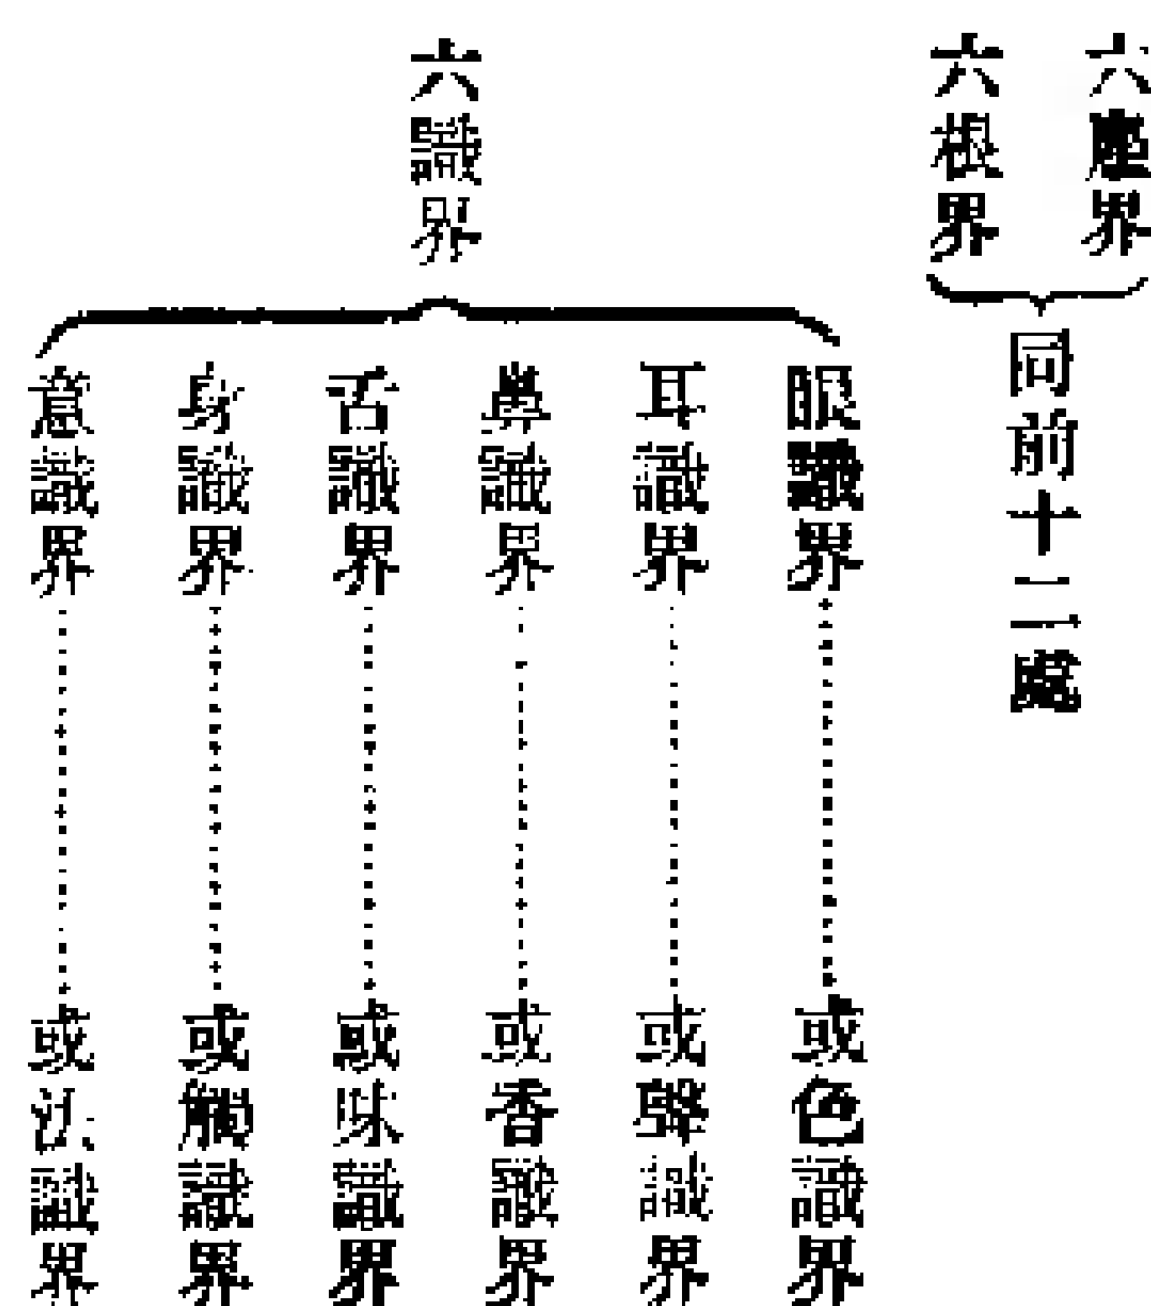 六塵界
六根界
同前十二處
六識界
眼識界……或色識界
耳識界……或聲識界
鼻識界……或香識界
舌識界……或味識界
身識界……或觸識界
意識界……或法識界